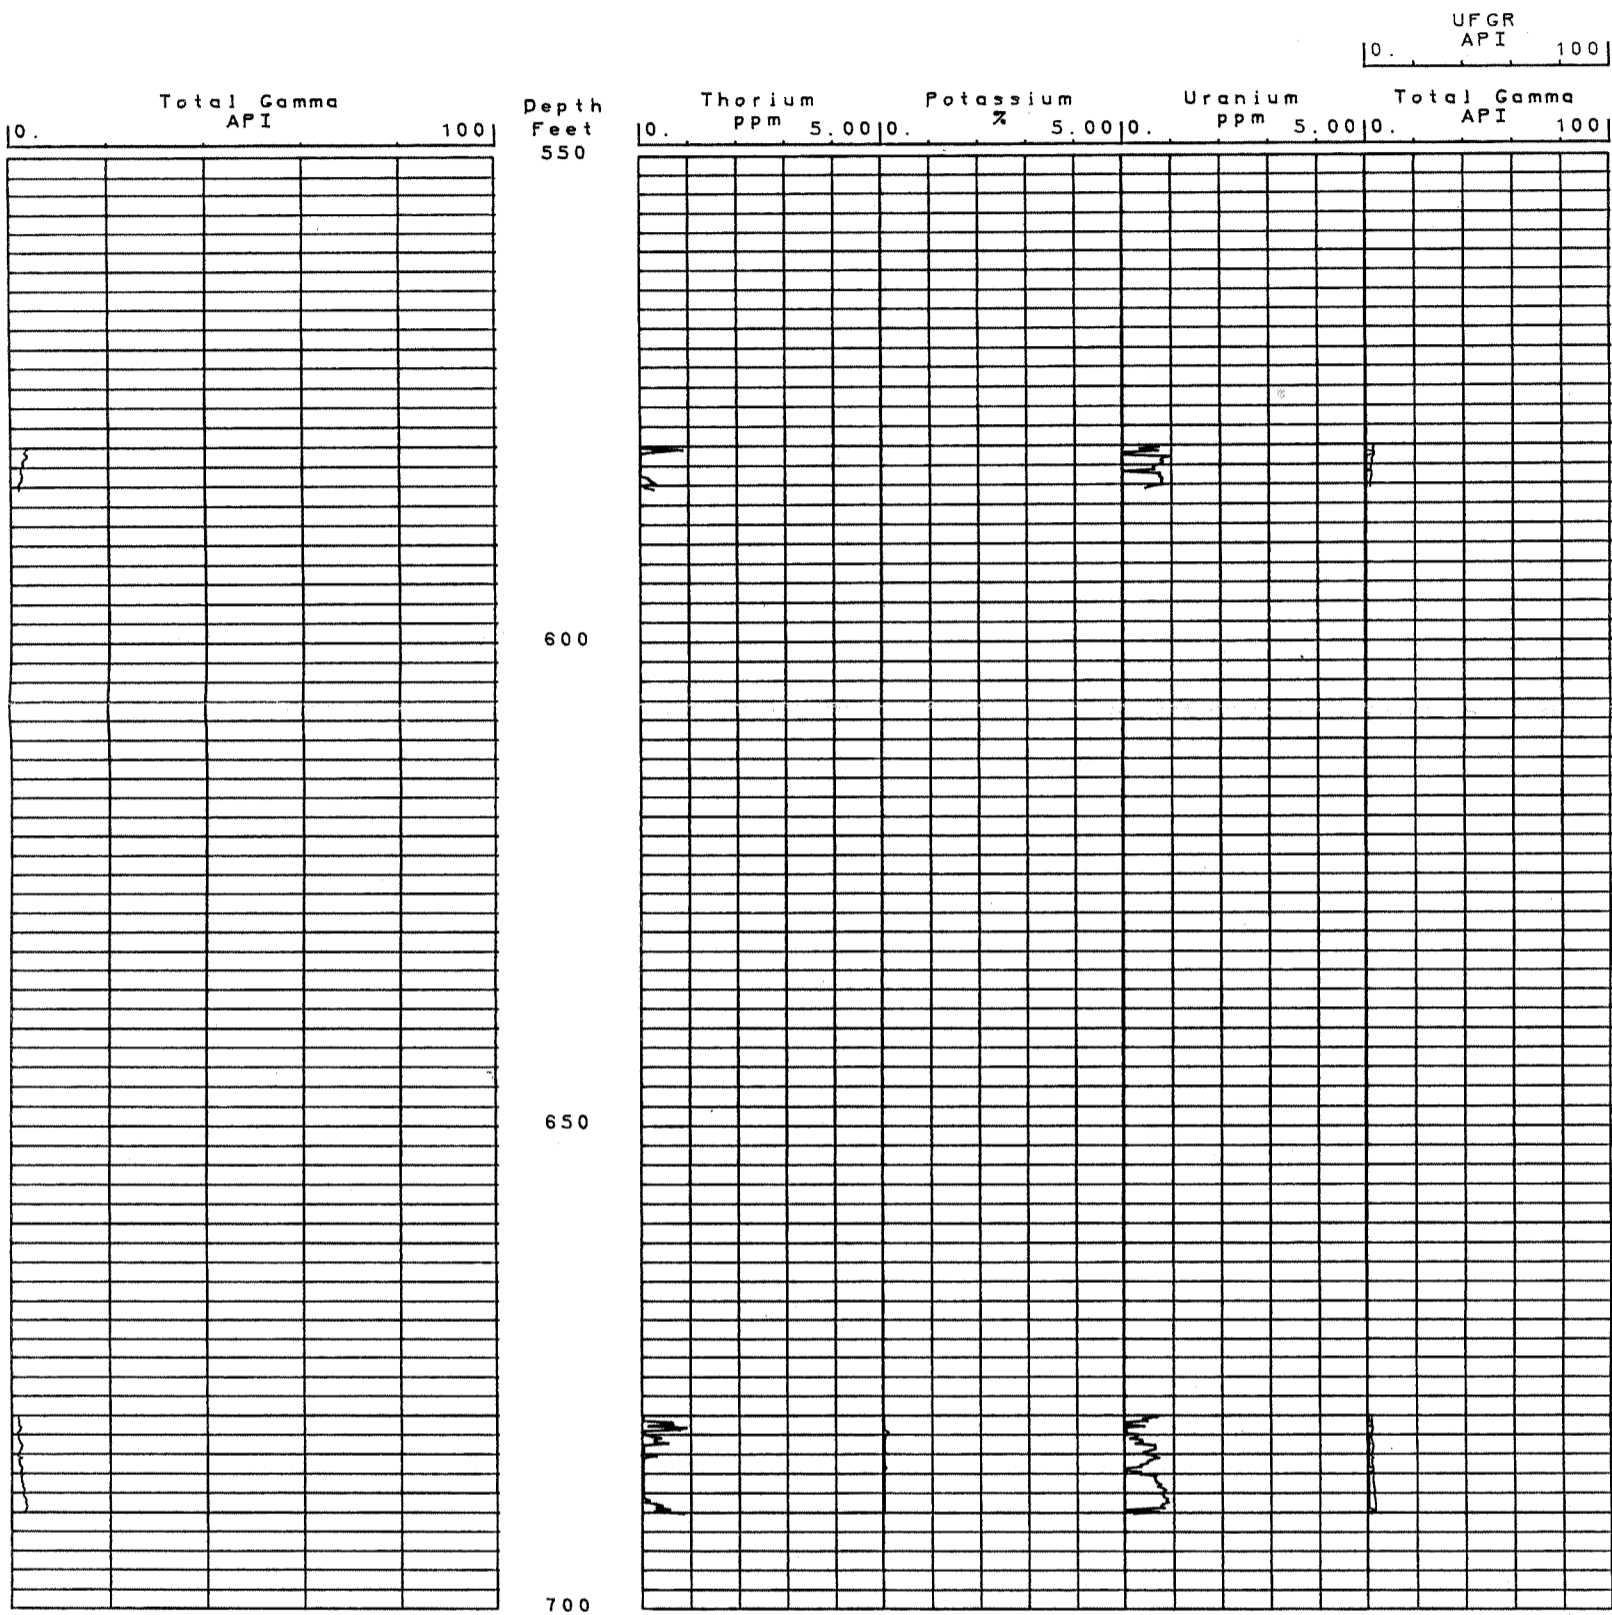 UFGR
API
0. 100
Total Gamma
API
0. 100
Depth
Feet
Thorium
ppm
0. 5.00
Potassium
%
0. 5.00
Uranium
ppm
0. 5.00
Total Gamma
API
0. 100
550
600
650
700